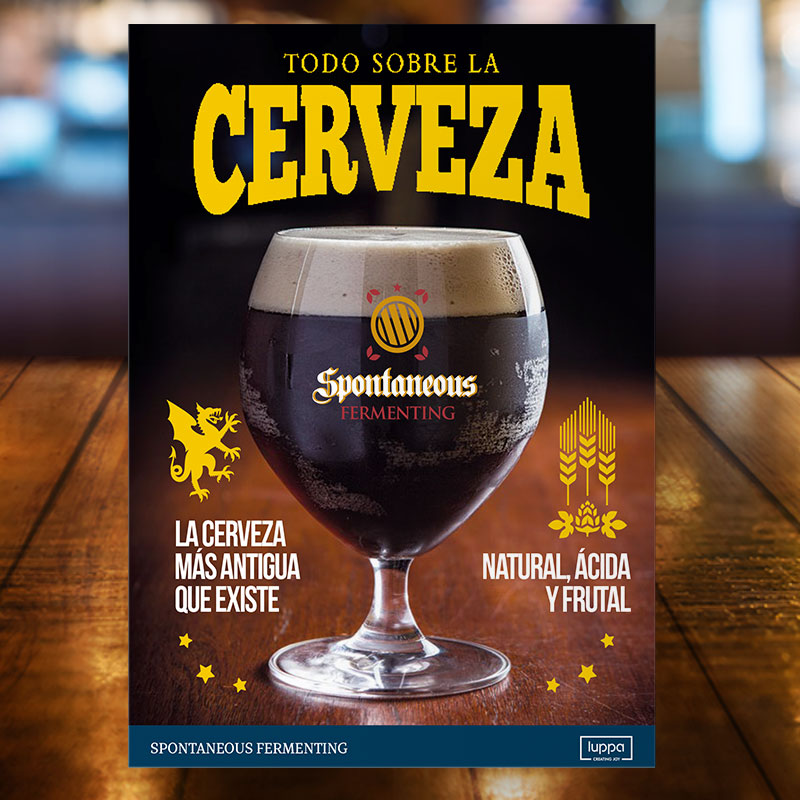 TODO SOBRE LA
CERVEZA
Spontaneous
FERMENTING
LA CERVEZA
MÁS ANTIGUA
QUE EXISTE
NATURAL, ÁCIDA
Y FRUTAL
SPONTANEOUS FERMENTING
luppa
CREATING JOY